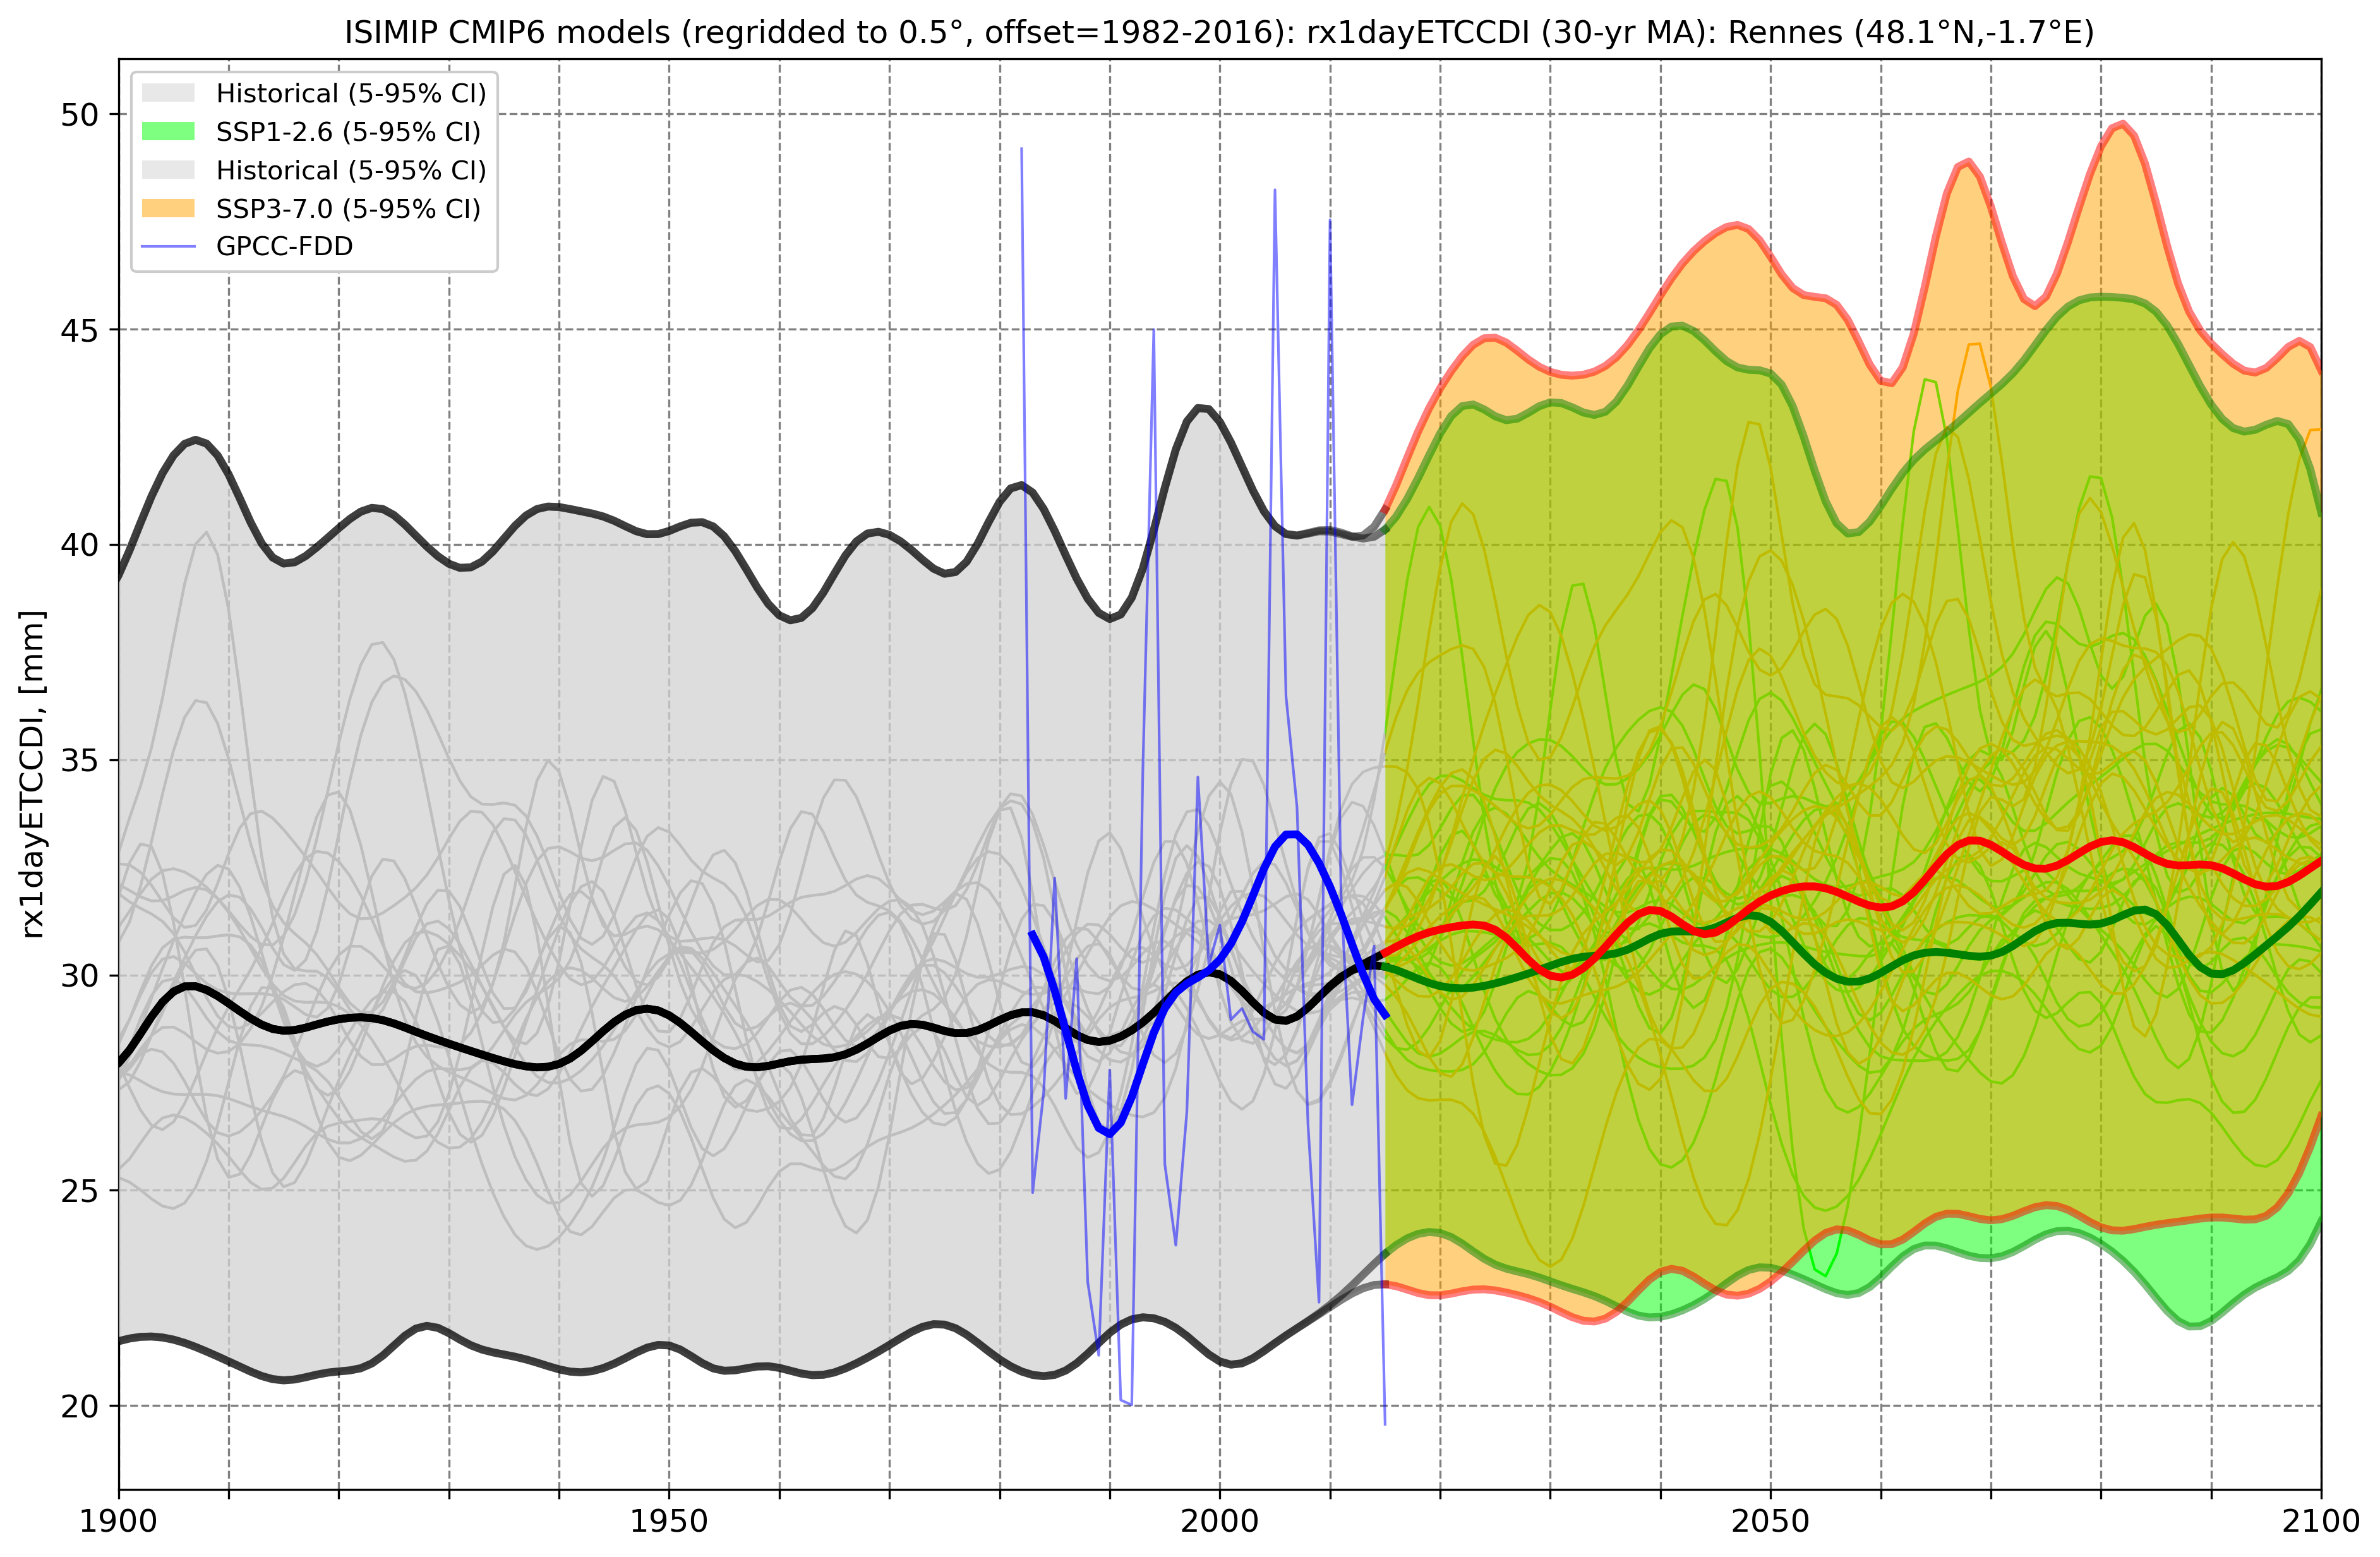 ISIMIP CMIP6 models (regridded to 0.5°, offset=1982-2016): rx1dayETCCDI (30-yr MA): Rennes (48.1°N,-1.7°E)
Historical (5-95% CI)
SSP1-2.6 (5-95% CI)
Historical (5-95% CI)
SSP3-7.0 (5-95% CI)
GPCC-FDD
rx1dayETCCDI, [mm]
50
45
40
35
30
25
20
1900 1950 2000 2050 2100